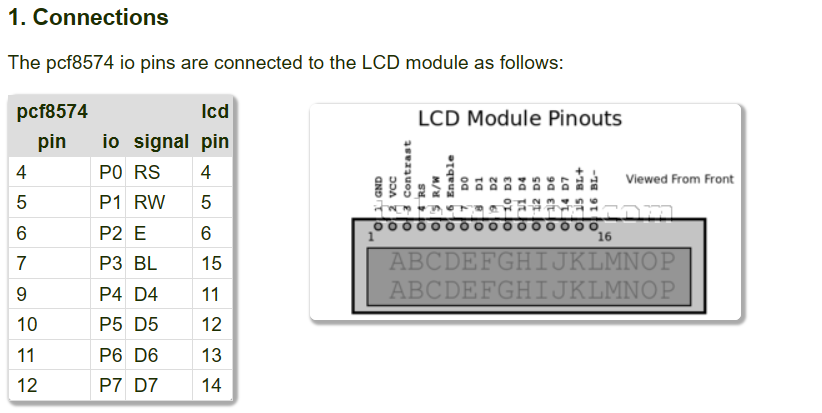 1. Connections
The pcf8574 io pins are connected to the LCD module as follows:
pcf8574 lcd
pin io signal pin
4 P0 RS 4
5 P1 RW 5
6 P2 E 6
7 P3 BL 15
9 P4 D4 11
10 P5 D5 12
11 P6 D6 13
12 P7 D7 14
LCD Module Pinouts
1 GND
2 VCC
3 Contrast
4 RS
5 R/W
6 Enable
7 D0
8 D1
9 D2
10 D3
11 D4
12 D5
13 D6
14 D7
15 BL+
16 BL-
Viewed From Front
1 16
ABCDEFGHIJKLMNOP
ABCDEFGHIJKLMNOP